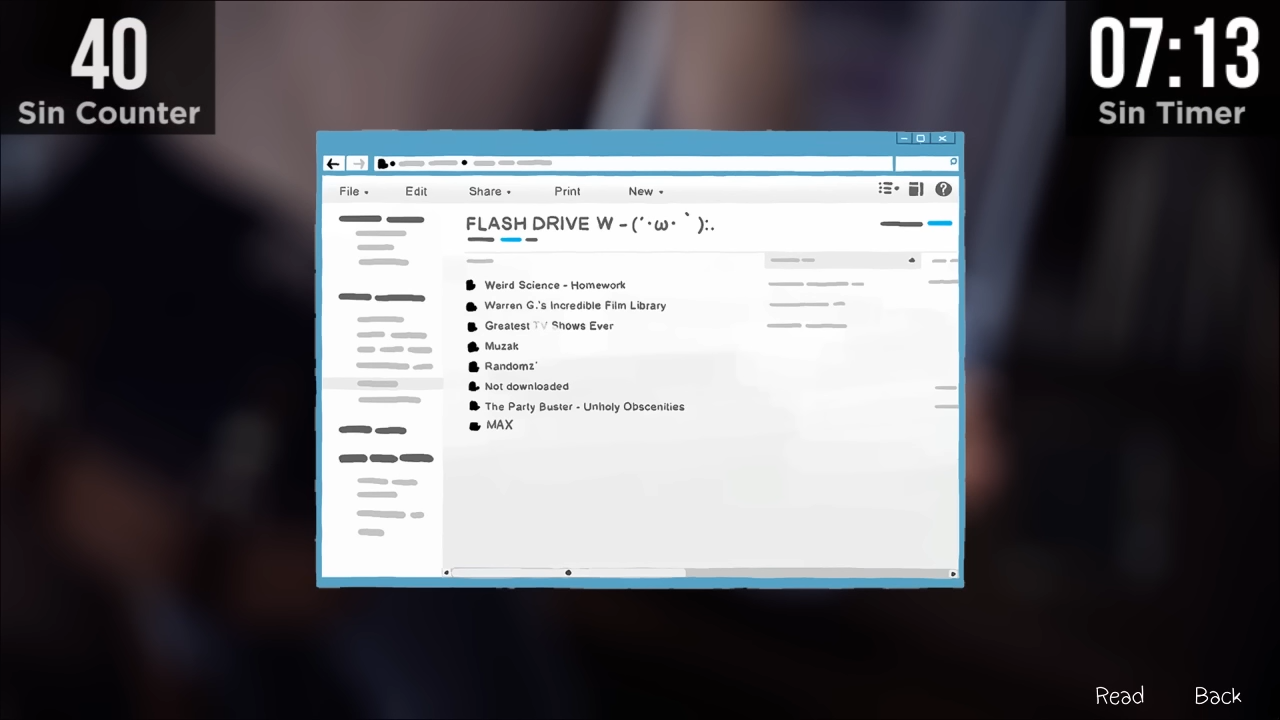 40
Sin Counter
07:13
Sin Timer
File Edit Share Print New
?
FLASH DRIVE W -(´･ω･｀):.
Weird Science - Homework
Warren G.'s Incredible Film Library
Greatest TV Shows Ever
Muzak
Randomz'
Not downloaded
The Party Buster - Unholy Obscenities
MAX
Read Back